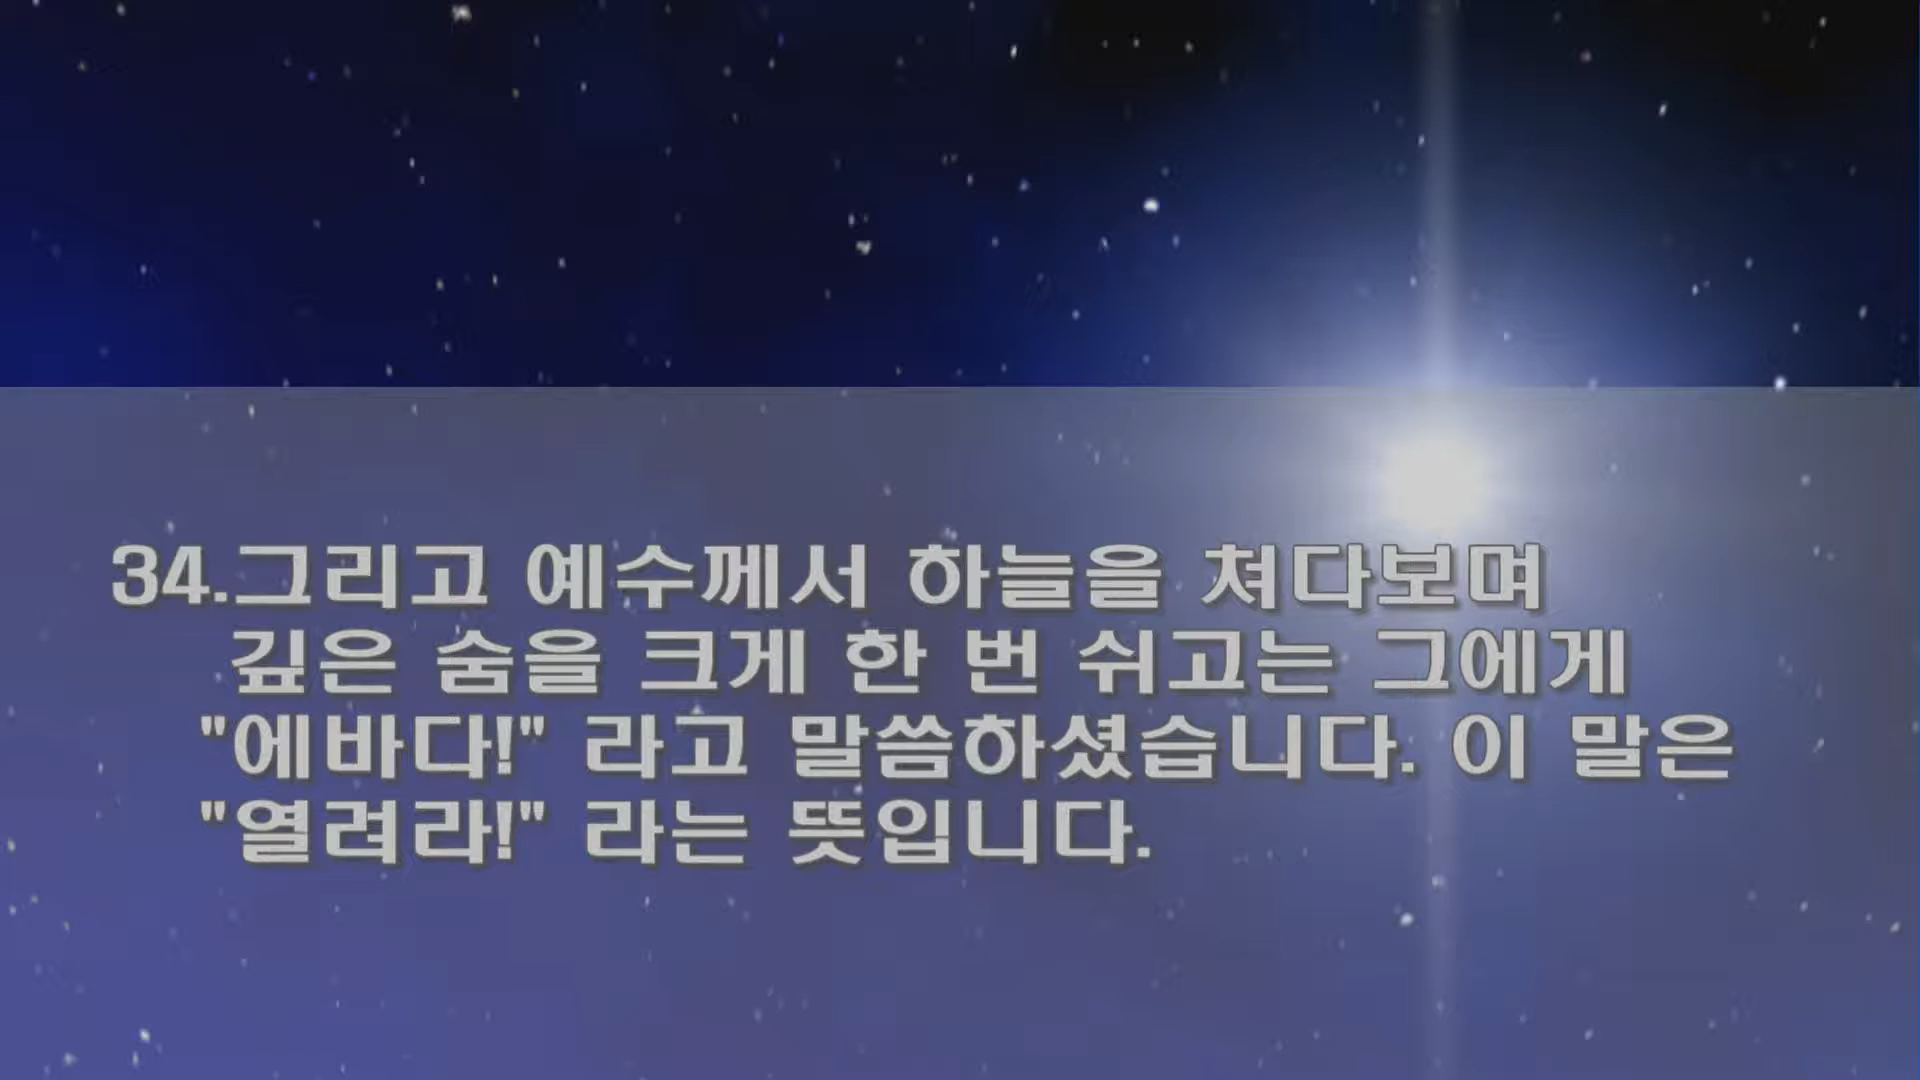 34.그리고 예수께서 하늘을 쳐다보며
깊은 숨을 크게 한 번 쉬고는 그에게
"에바다!" 라고 말씀하셨습니다. 이 말은
"열려라!" 라는 뜻입니다.